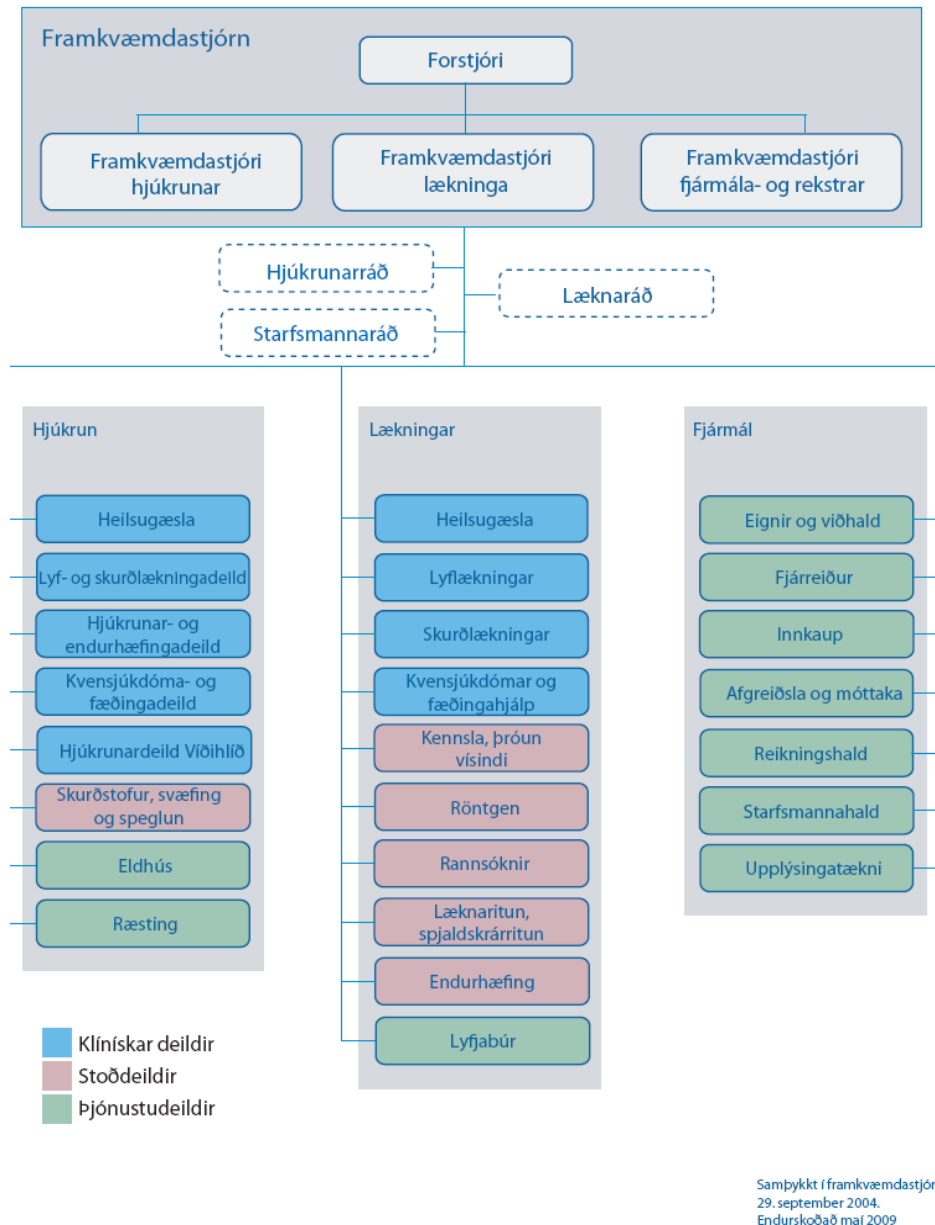 Framkvæmdastjórn
Forstjóri
Framkvæmdastjóri
hjúkrunar
Framkvæmdastjóri
lækninga
Framkvæmdastjóri
fjármála- og rekstrar
Hjúkrunarráð
Læknaráð
Starfsmannaráð
Hjúkrun
Heilsugæsla
Lyf- og skurðlækningadeild
Hjúkrunar- og
endurhæfingadeild
Kvensjúkdóma- og
fæðingadeild
Hjúkrunardeild Víðihlíð
Skurðstofur, svæfing
og speglun
Eldhús
Ræsting
Lækningar
Heilsugæsla
Lyflækningar
Skurðlækningar
Kvensjúkdómar og
fæðingahjálp
Kennsla, þróun
vísindi
Röntgen
Rannsóknir
Læknaritun,
spjaldskrárritun
Endurhæfing
Lyfjabúr
Fjármál
Eignir og viðhald
Fjárreiður
Innkaup
Afgreiðsla og móttaka
Reikningshald
Starfsmannahald
Upplýsingatækni
Klínískar deildir
Stoðdeildir
Þjónustudeildir
Samþykkt í framkvæmdastjór
29. september 2004.
Endurskoðað maí 2009